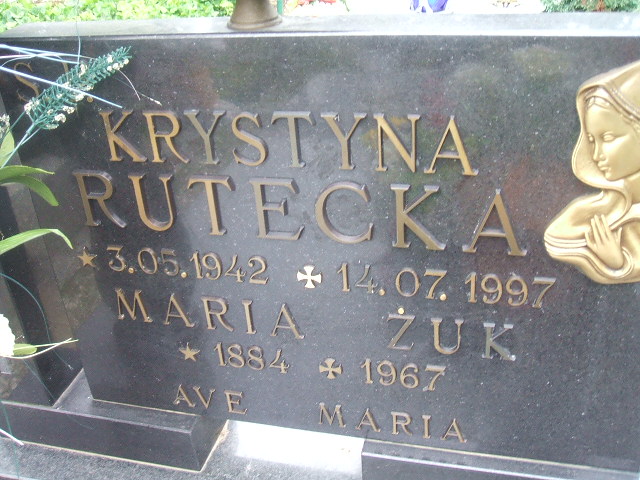 KRYSTYNA
RUTECKA
3.05.1942 14.07.1997
MARIA ŻUK
1884 1967
AVE MARIA